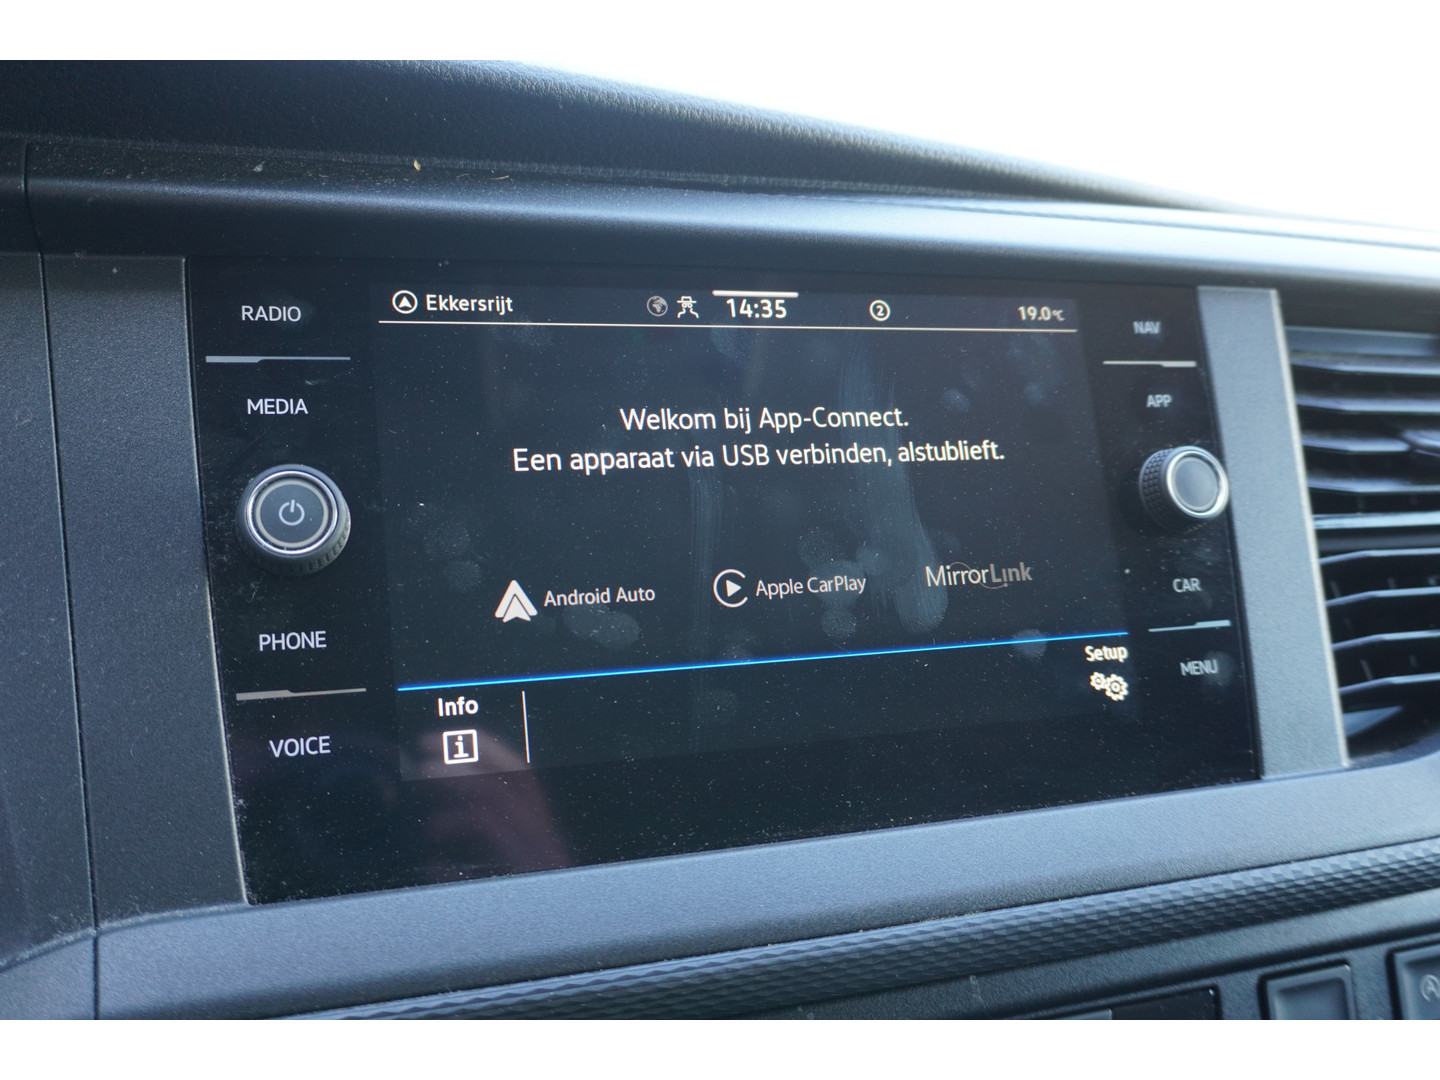 RADIO
MEDIA
PHONE
VOICE
Ekkersrijt
14:35
2
19.0°C
Welkom bij App-Connect.
Een apparaat via USB verbinden, alstublieft.
Android Auto
Apple CarPlay
MirrorLink
Setup
Info
i
NAV
APP
CAR
MENU